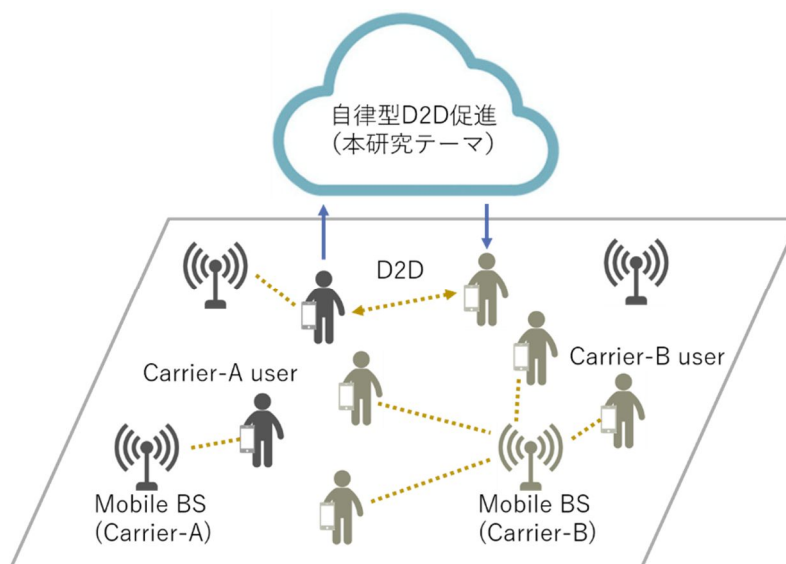 自律型D2D促進
（本研究テーマ）
D2D
Carrier-A user
Carrier-B user
Mobile BS
(Carrier-A)
Mobile BS
(Carrier-B)